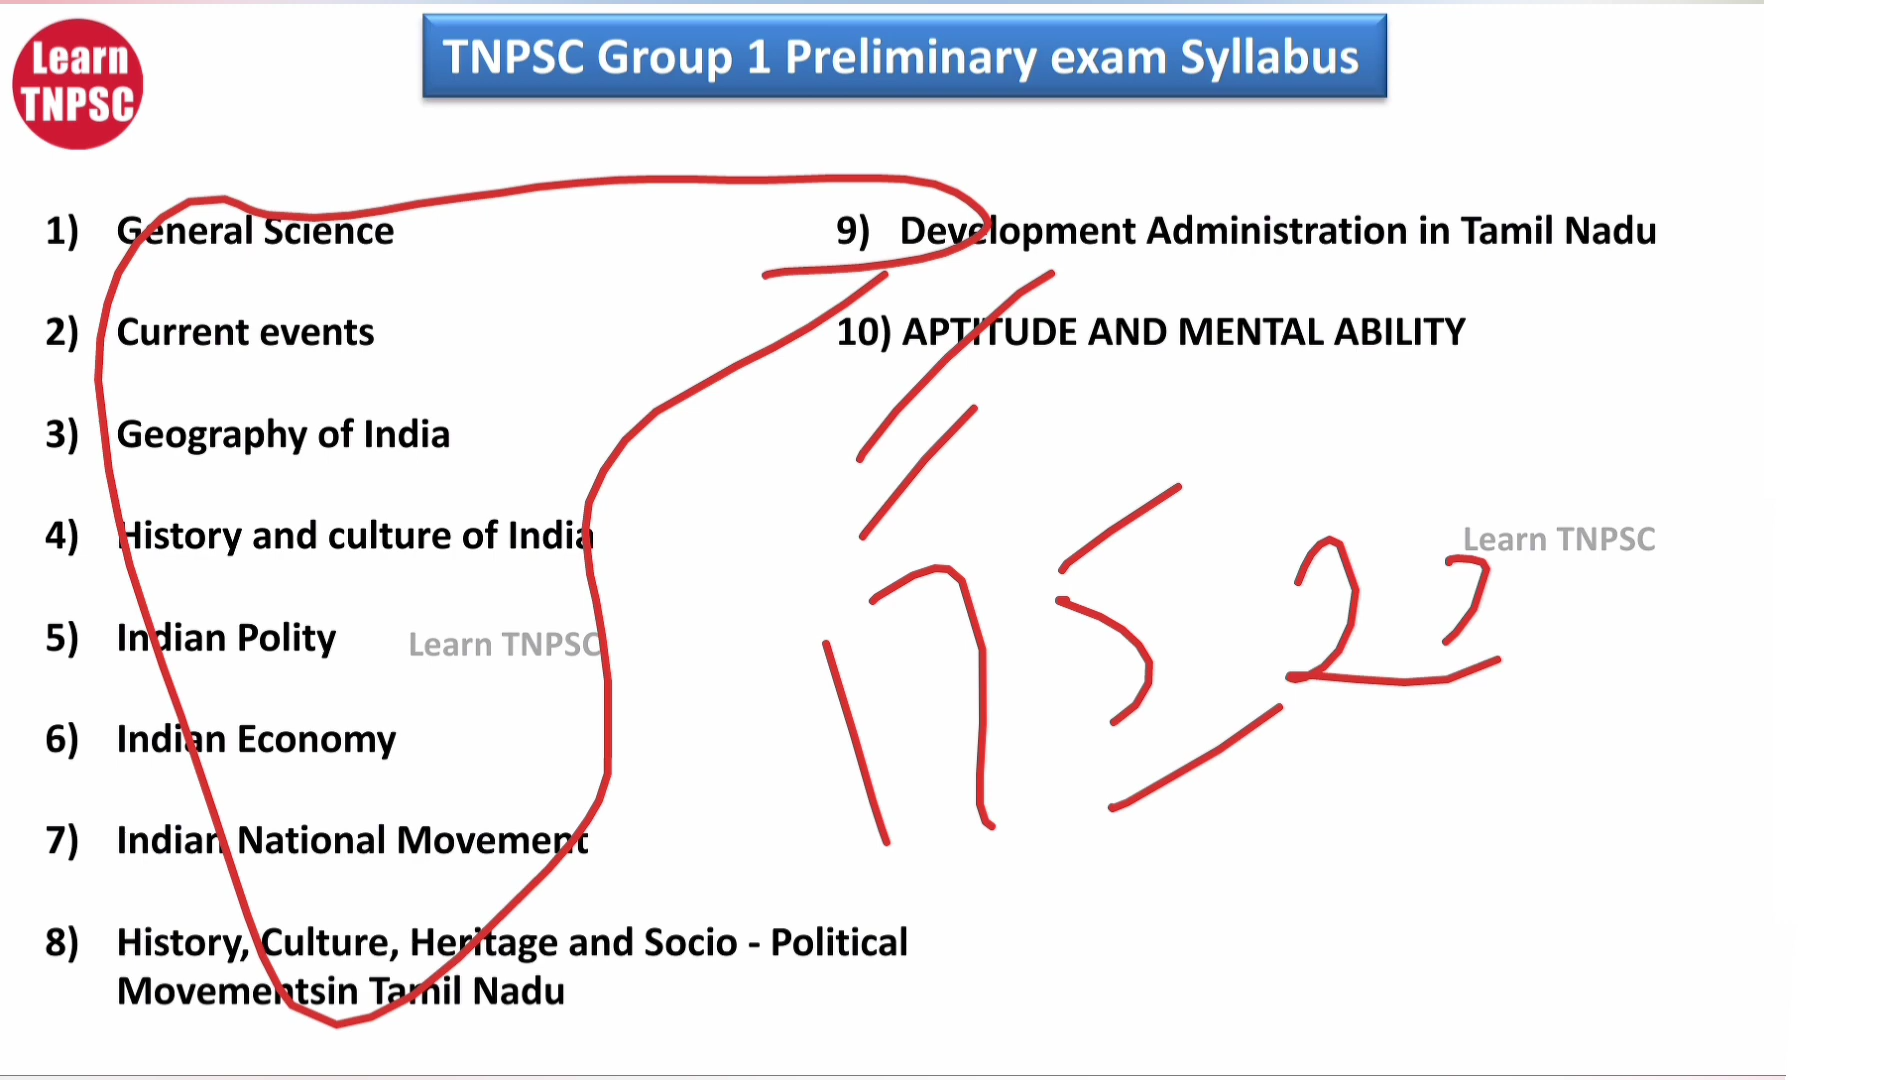 Learn
TNPSC
TNPSC Group 1 Preliminary exam Syllabus
1) General Science
2) Current events
3) Geography of India
4) History and culture of India
5) Indian Polity
Learn TNPSC
6) Indian Economy
7) Indian National Movement
8) History, Culture, Heritage and Socio - Political
Movementsin Tamil Nadu
9) Development Administration in Tamil Nadu
10) APTITUDE AND MENTAL ABILITY
Learn TNPSC